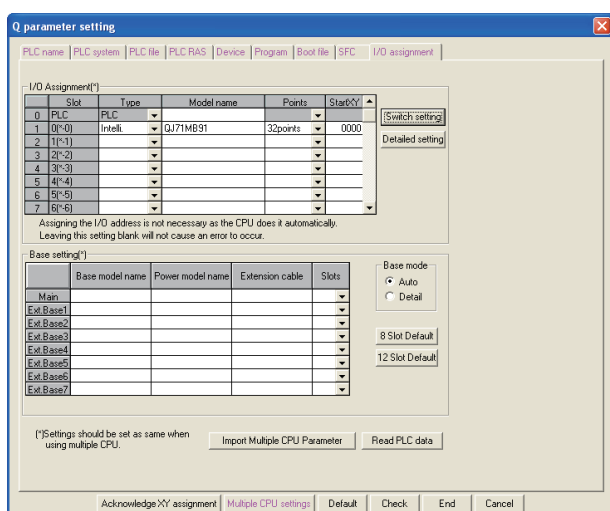 Q parameter setting
PLC name PLC system PLC file PLC RAS Device Program Boot file SFC I/O assignment
I/O Assignment(*)
Slot Type Model name Points StartXY
0 PLC PLC
1 0(*-0) Intelli. QJ71MB91 32points 0000
2 1(*-1)
3 2(*-2)
4 3(*-3)
5 4(*-4)
6 5(*-5)
7 6(*-6)
Switch setting
Detailed setting
Assigning the I/O address is not necessary as the CPU does it automatically.
Leaving this setting blank will not cause an error to occur.
Base setting(*)
Base model name Power model name Extension cable Slots
Main
Ext.Base1
Ext.Base2
Ext.Base3
Ext.Base4
Ext.Base5
Ext.Base6
Ext.Base7
Base mode
Auto
Detail
8 Slot Default
12 Slot Default
(*)Settings should be set as same when
using multiple CPU.
Import Multiple CPU Parameter Read PLC data
Acknowledge XY assignment Multiple CPU settings Default Check End Cancel